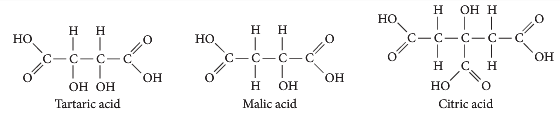 H H
HO O
C-C-C-C
O OH
OH OH
Tartaric acid
H H
HO O
C-C-C-C
O OH
H OH
Malic acid
H OH H
HO O
C-C-C-C-C
O OH
H C H
HO O
Citric acid